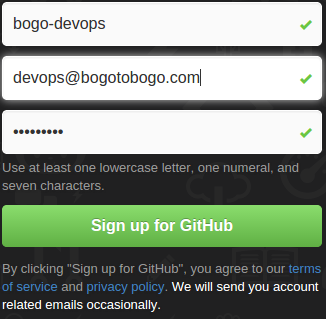 bogo-devops
devops@bogotobogo.com
•••••••••
Use at least one lowercase letter, one numeral, and
seven characters.
Sign up for GitHub
By clicking "Sign up for GitHub", you agree to our terms
of service and privacy policy. We will send you account
related emails occasionally.